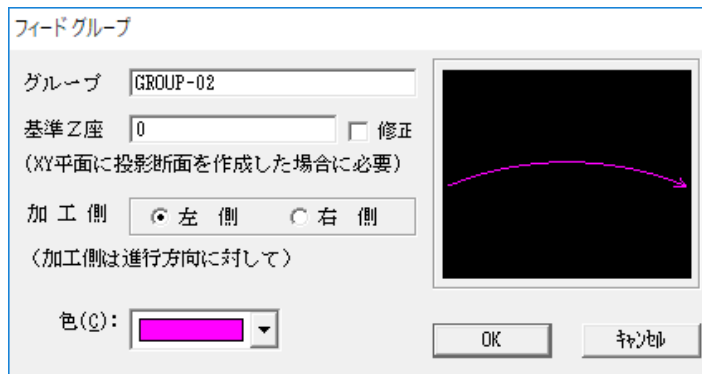 フィード グループ
グループ GROUP-02
基準Z座 0 修正
(XY平面に投影断面を作成した場合に必要)
加 工 側 左 側 右 側
(加工側は進行方向に対して)
色(C):
OK キャンセル